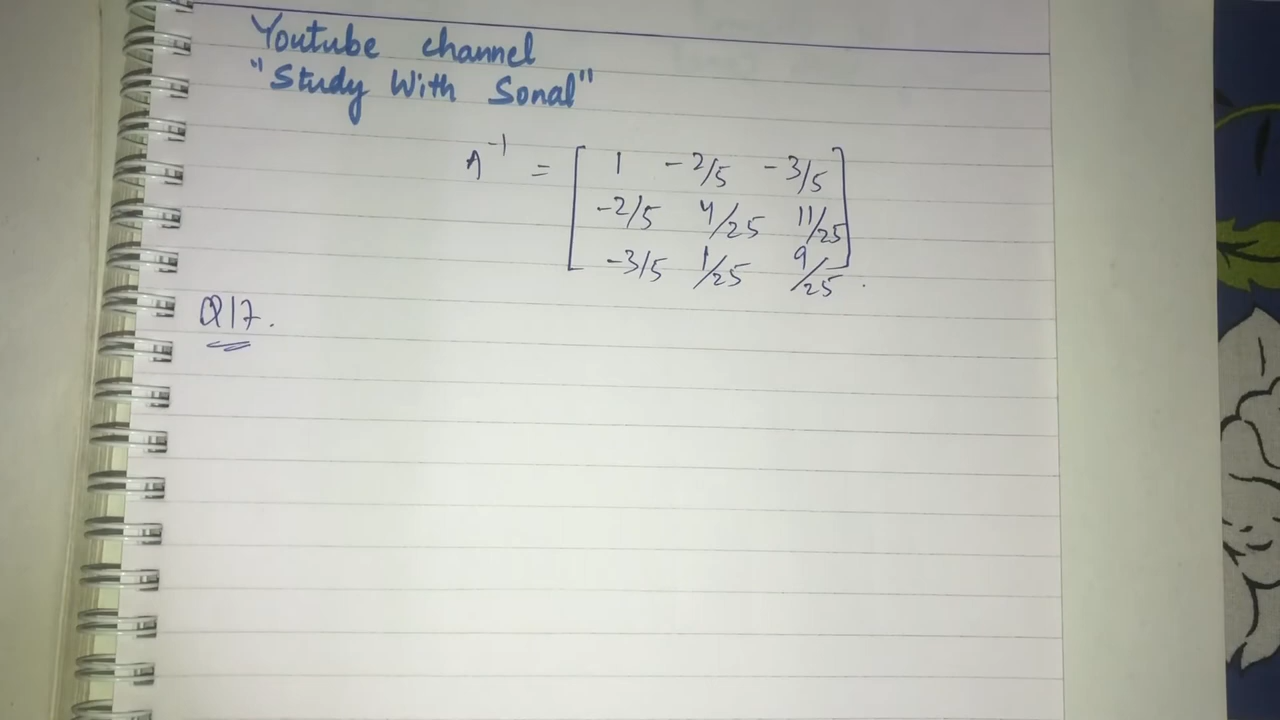 Youtube channel
"Study With Sonal"
A⁻¹ = [ 1 -2/5 -3/5
-2/5 4/25 11/25
-3/5 1/25 9/25 ] .
Q17.